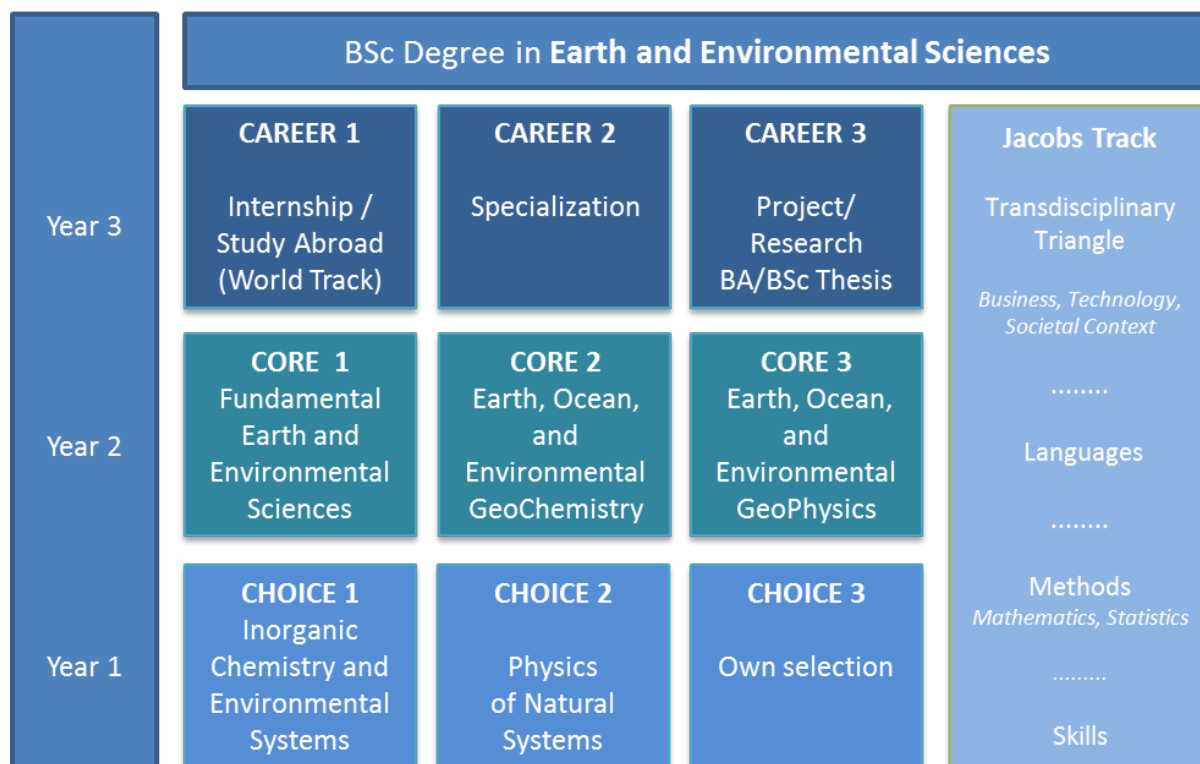 BSc Degree in Earth and Environmental Sciences
Year 3
CAREER 1
Internship /
Study Abroad
(World Track)
CAREER 2
Specialization
CAREER 3
Project/
Research
BA/BSc Thesis
Year 2
CORE 1
Fundamental
Earth and
Environmental
Sciences
CORE 2
Earth, Ocean,
and
Environmental
GeoChemistry
CORE 3
Earth, Ocean,
and
Environmental
GeoPhysics
Year 1
CHOICE 1
Inorganic
Chemistry and
Environmental
Systems
CHOICE 2
Physics
of Natural
Systems
CHOICE 3
Own selection
Jacobs Track
Transdisciplinary
Triangle
Business, Technology,
Societal Context
........
Languages
........
Methods
Mathematics, Statistics
.........
Skills